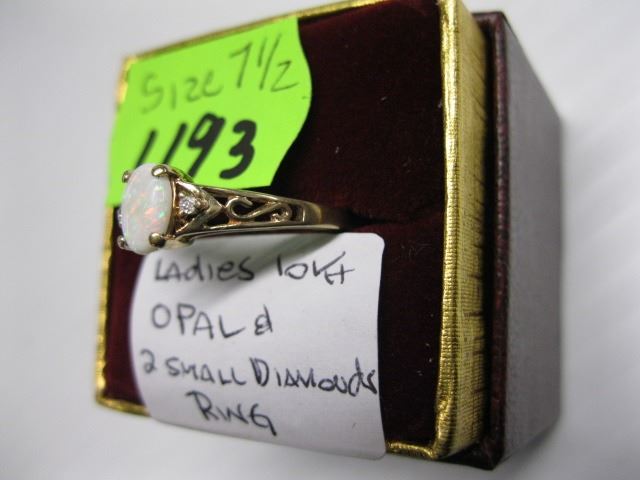 Size 7 1/2
1193
LADIES 10Kt
OPAL &
2 SMALL DIAMONDS
RING